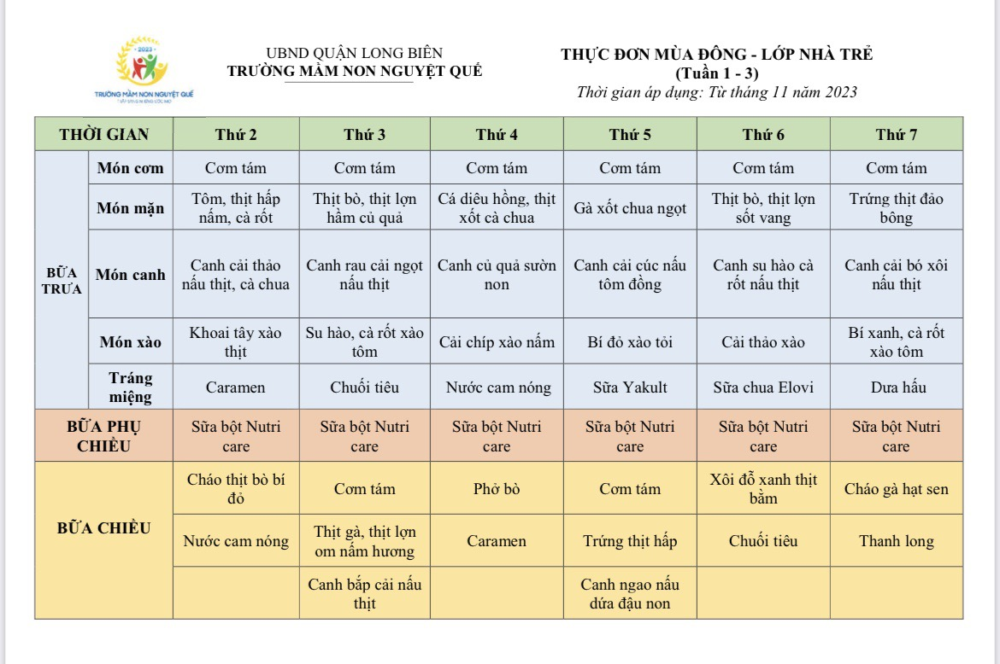 2023
TRƯỜNG MẦM NON NGUYỆT QUẾ
UBND QUẬN LONG BIÊN
TRƯỜNG MẦM NON NGUYỆT QUẾ
THỰC ĐƠN MÙA ĐÔNG - LỚP NHÀ TRẺ
(Tuần 1 - 3)
Thời gian áp dụng: Từ tháng 11 năm 2023
THỜI GIAN Thứ 2 Thứ 3 Thứ 4 Thứ 5 Thứ 6 Thứ 7
BỮA
TRƯA
Món cơm Cơm tám Cơm tám Cơm tám Cơm tám Cơm tám Cơm tám
Món mặn
Tôm, thịt hấp
nấm, cà rốt
Thịt bò, thịt lợn
hầm củ quả
Cá diêu hồng, thịt
xốt cà chua
Gà xốt chua ngọt
Thịt bò, thịt lợn
sốt vang
Trứng thịt đảo
bông
Món canh
Canh cải thảo
nấu thịt, cà chua
Canh rau cải ngọt
nấu thịt
Canh củ quả sườn
non
Canh cải cúc nấu
tôm đồng
Canh su hào cà
rốt nấu thịt
Canh cải bó xôi
nấu thịt
Món xào
Khoai tây xào
thịt
Su hào, cà rốt xào
tôm
Cải chíp xào nấm
Bí đỏ xào tỏi
Cải thảo xào
Bí xanh, cà rốt
xào tôm
Tráng
miệng
Caramen
Chuối tiêu
Nước cam nóng
Sữa Yakult
Sữa chua Elovi
Dưa hấu
BỮA PHỤ
CHIỀU
Sữa bột Nutri
care
Sữa bột Nutri
care
Sữa bột Nutri
care
Sữa bột Nutri
care
Sữa bột Nutri
care
Sữa bột Nutri
care
BỮA CHIỀU
Cháo thịt bò bí
đỏ
Cơm tám
Phở bò
Cơm tám
Xôi đỗ xanh thịt
bằm
Cháo gà hạt sen
Nước cam nóng
Thịt gà, thịt lợn
om nấm hương
Caramen
Trứng thịt hấp
Chuối tiêu
Thanh long
Canh bắp cải nấu
thịt
Canh ngao nấu
dứa đậu non